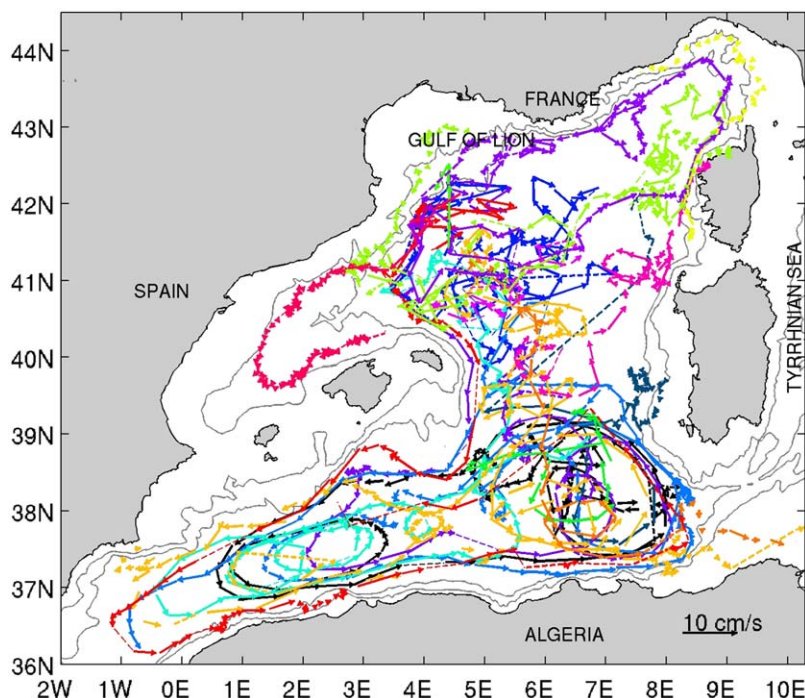 44N
FRANCE
43N
GULF OF LION
42N
41N
SPAIN
TYRRHNIAN SEA
40N
39N
38N
37N
10 cm/s
ALGERIA
36N
2W 1W 0E 1E 2E 3E 4E 5E 6E 7E 8E 9E 10E